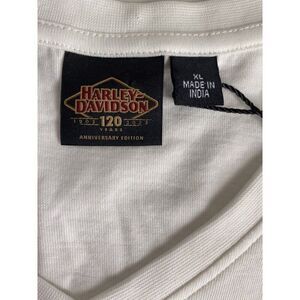 HARLEY-
DAVIDSON
1903 120 2023
YEARS
ANNIVERSARY EDITION
XL
MADE IN
INDIA